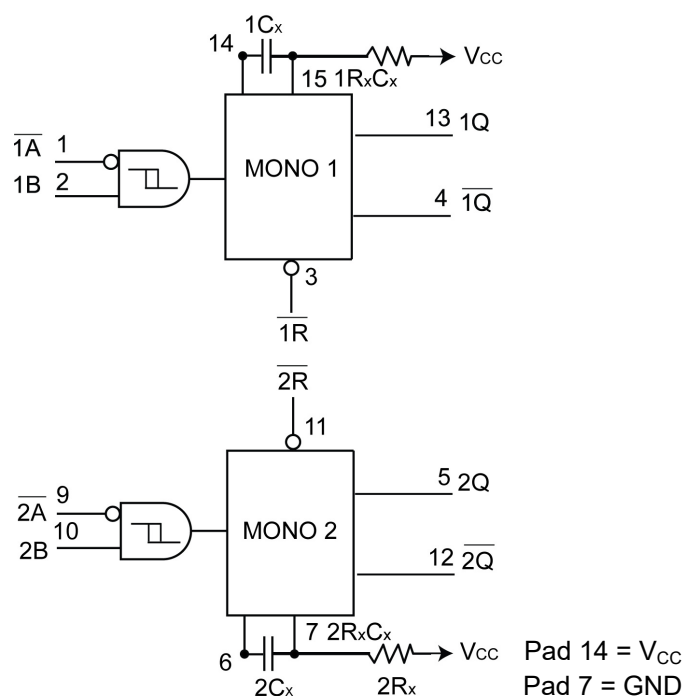 1Cx
14
VCC
15 1RxCx
13 1Q
1A 1
MONO 1
1B 2
4 1Q
3
1R
2R
11
5 2Q
2A 9
10
MONO 2
2B
12 2Q
7 2RxCx
6
VCC
2Cx
2Rx
Pad 14 = VCC
Pad 7 = GND